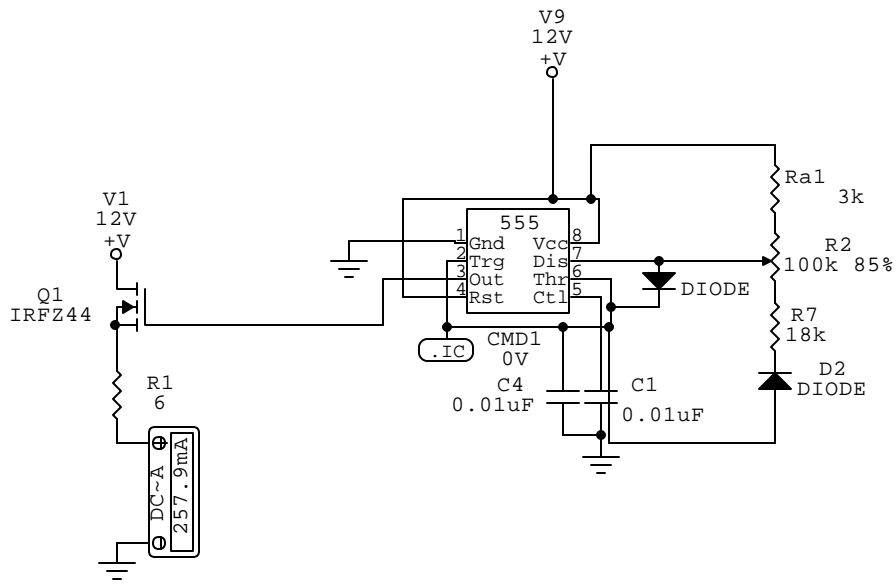 V9
12V
+V
Ra1
3k
V1
12V
+V
555
1 Gnd Vcc 8
2 Trg Dis 7
3 Out Thr 6
4 Rst Ctl 5
R2
100k 85%
DIODE
Q1
IRFZ44
R7
18k
.IC
CMD1
0V
D2
DIODE
R1
6
C4
0.01uF
C1
0.01uF
DC~A
257.9mA